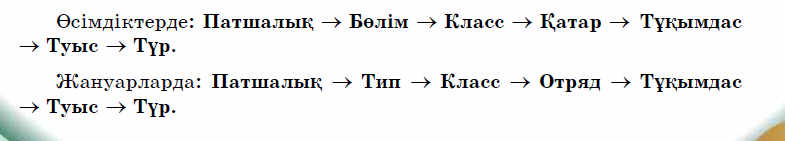 Өсімдіктерде: Патшалық → Бөлім → Класс → Қатар → Тұқымдас
→ Туыс → Түр.
Жануарларда: Патшалық → Тип → Класс → Отряд → Тұқымдас
→ Туыс → Түр.